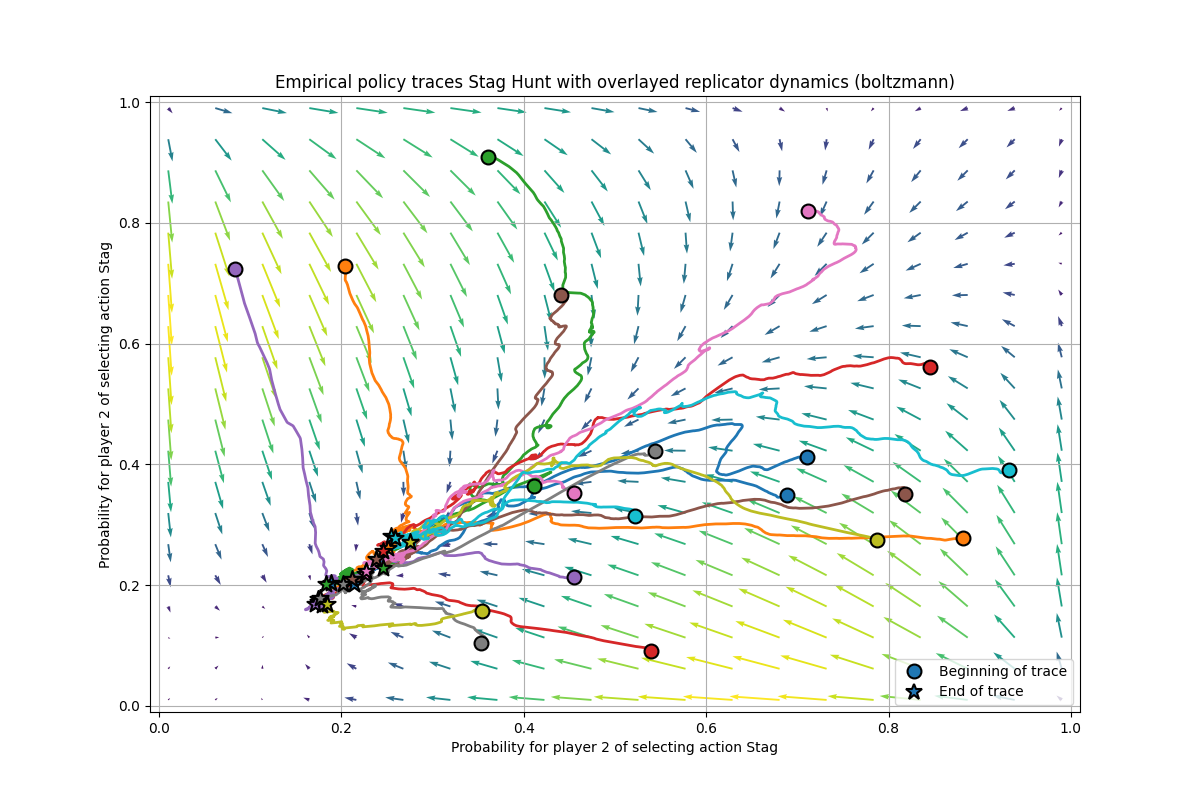 Empirical policy traces Stag Hunt with overlayed replicator dynamics (boltzmann)
1.0
0.8
0.6
0.4
0.2
0.0
Probability for player 2 of selecting action Stag
0.0 0.2 0.4 0.6 0.8 1.0
Probability for player 2 of selecting action Stag
Beginning of trace
End of trace